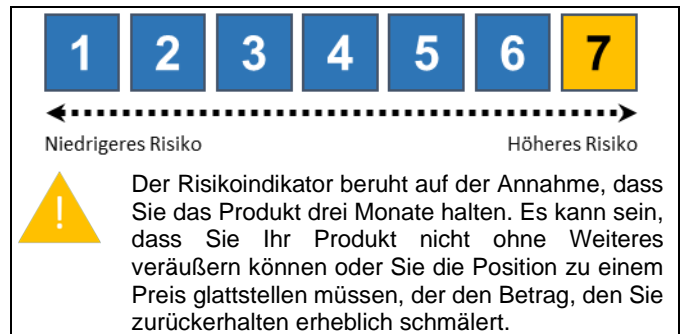 1 2 3 4 5 6 7
Niedrigeres Risiko Höheres Risiko
!
Der Risikoindikator beruht auf der Annahme, dass
Sie das Produkt drei Monate halten. Es kann sein,
dass Sie Ihr Produkt nicht ohne Weiteres
veräußern können oder Sie die Position zu einem
Preis glattstellen müssen, der den Betrag, den Sie
zurückerhalten erheblich schmälert.